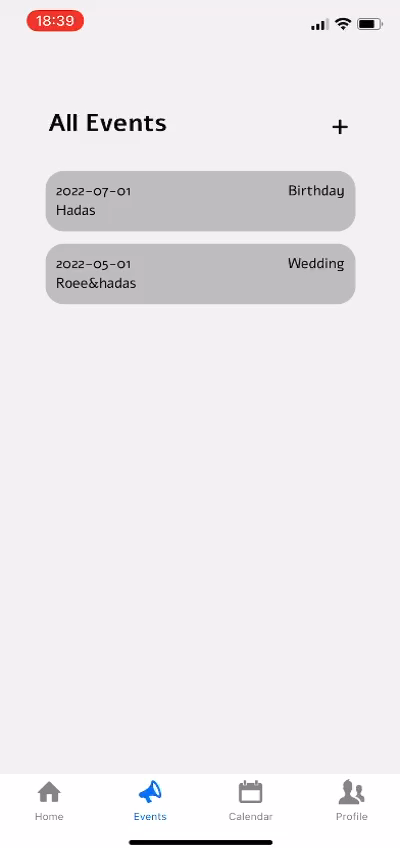 18:39
All Events
+
2022-07-01 Birthday
Hadas
2022-05-01 Wedding
Roee&hadas
Home Events Calendar Profile